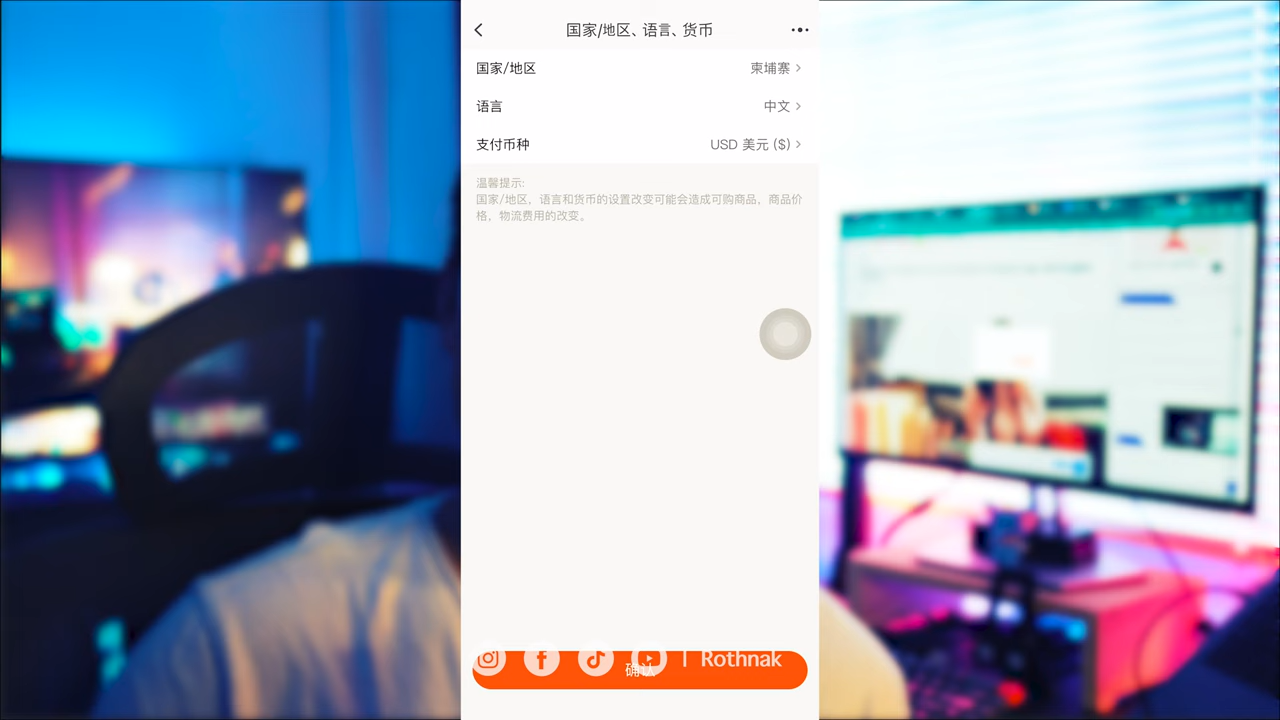 国家/地区、语言、货币
国家/地区 柬埔寨
语言 中文
支付币种 USD 美元 ($)
温馨提示:
国家/地区，语言和货币的设置改变可能会造成可购商品，商品价
格，物流费用的改变。
确认
| Rothnak